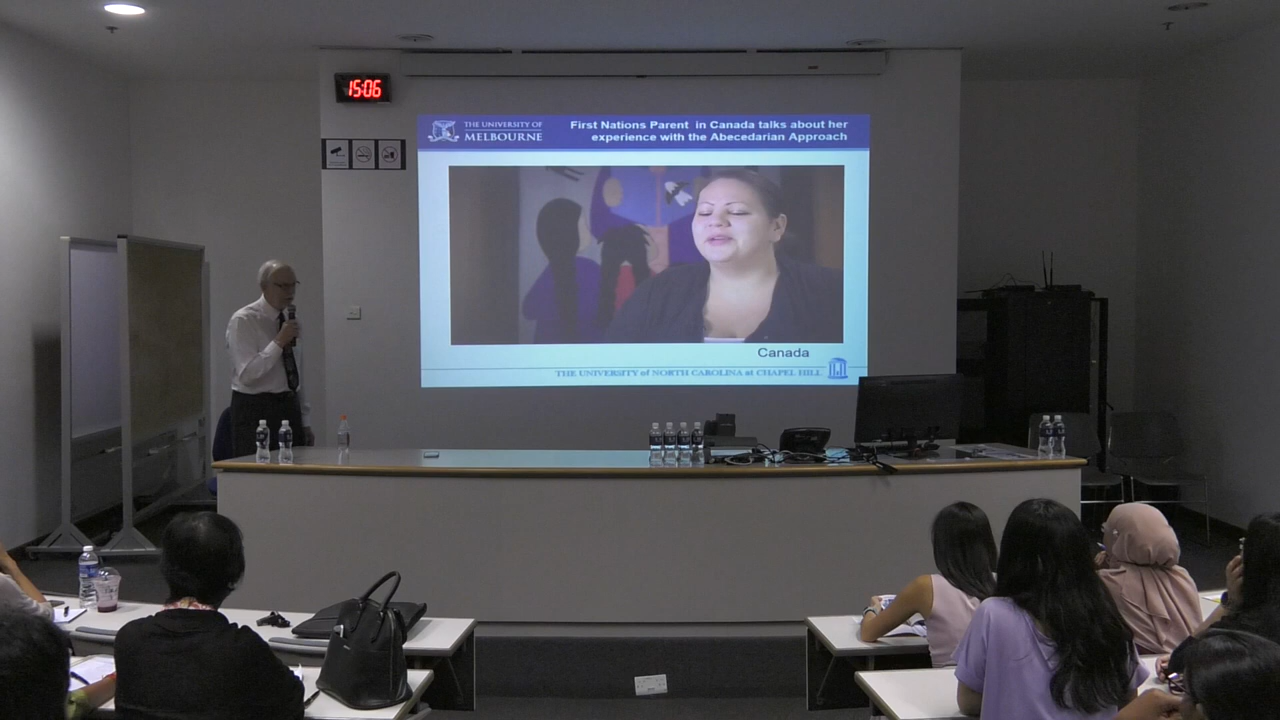 15:06
THE UNIVERSITY OF
MELBOURNE
First Nations Parent in Canada talks about her
experience with the Abecedarian Approach
Canada
THE UNIVERSITY of NORTH CAROLINA at CHAPEL HILL